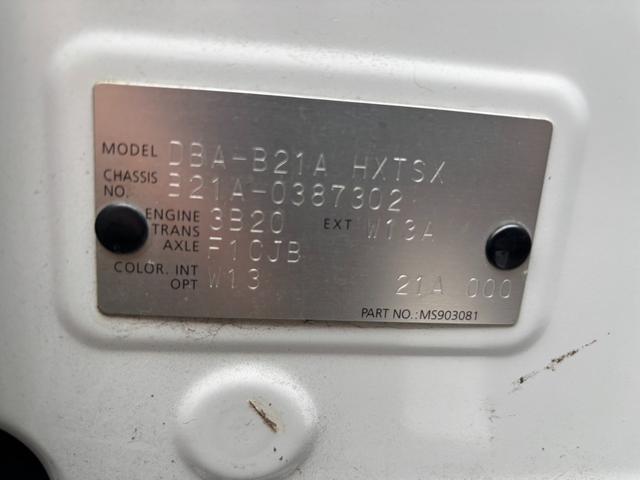 MODEL DBA-B21A HXTSX
CHASSIS NO. B21A-0387302
ENGINE 3B20 EXT W13A
TRANS AXLE F1CJB
COLOR. INT OPT W13 21A 000
PART NO.:MS903081